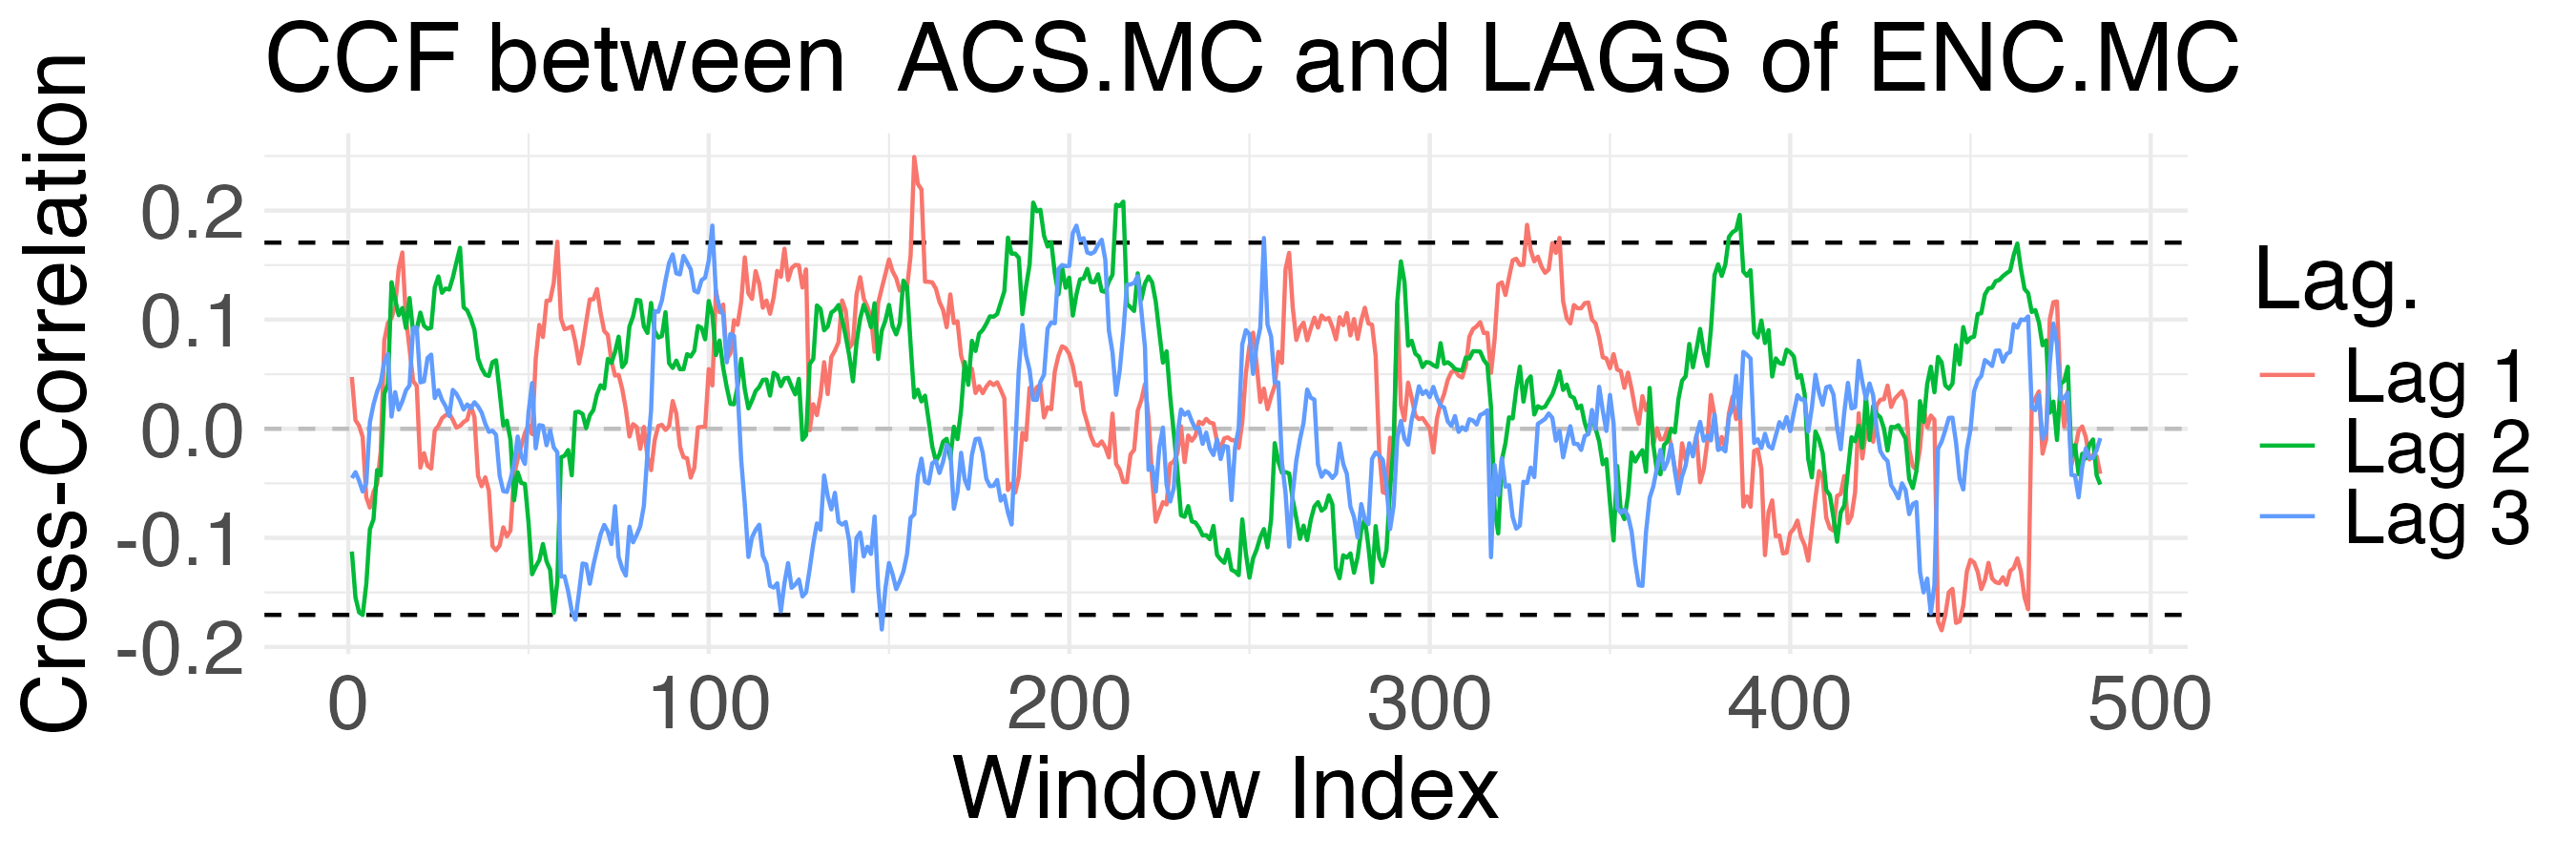 CCF between  ACS.MC and LAGS of ENC.MC
Cross-Correlation
0.2
0.1
0.0
-0.1
-0.2
0 100 200 300 400 500
Window Index
Lag.
Lag 1
Lag 2
Lag 3